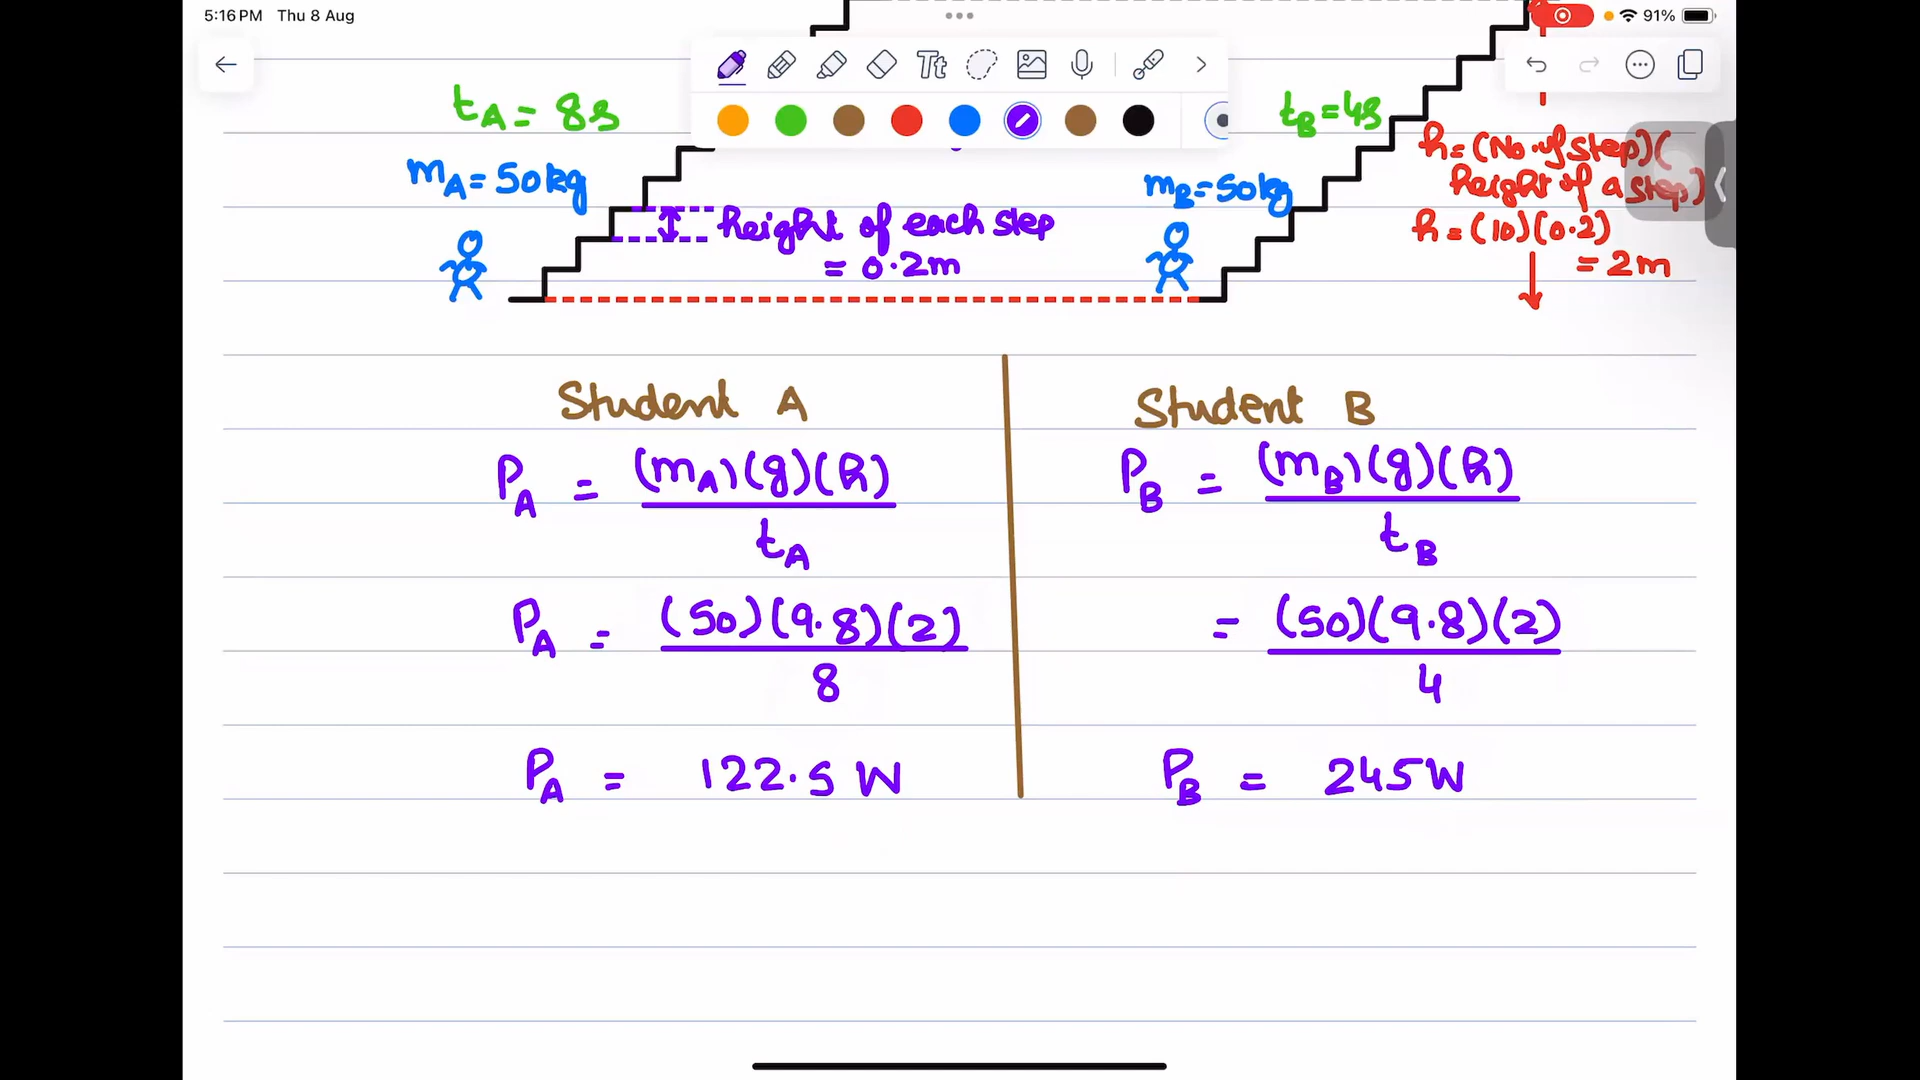 5:16 PM Thu 8 Aug
91%
Tt
tA = 8s
tB = 4s
mA = 50kg
mB = 50kg
h = (No. of step)(
height of a step)
height of each step
= 0.2m
h = (10)(0.2)
= 2m
Student A
PA = (mA)(g)(h)
tA
PA = (50)(9.8)(2)
8
PA = 122.5 W
Student B
PB = (mB)(g)(h)
tB
= (50)(9.8)(2)
4
PB = 245W